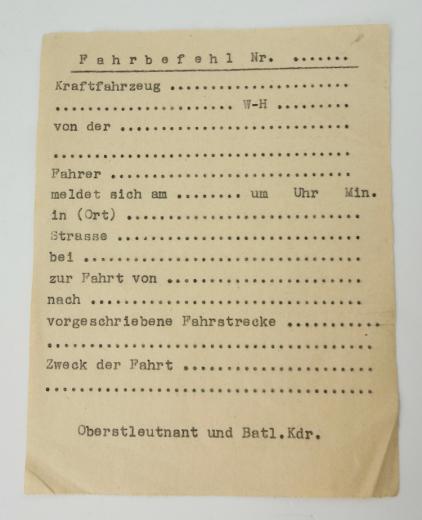 F a h r b e f e h l Nr. .......
Kraftfahrzeug ......................
...................... W-H .........
von der ............................
....................................
Fahrer .............................
meldet sich am ........ um Uhr Min.
in (Ort) ............................
Strasse ..............................
bei ..................................
zur Fahrt von ........................
nach .................................
vorgeschriebene Fahrstrecke ............
........................................
Zweck der Fahrt ........................
........................................
Oberstleutnant und Batl.Kdr.